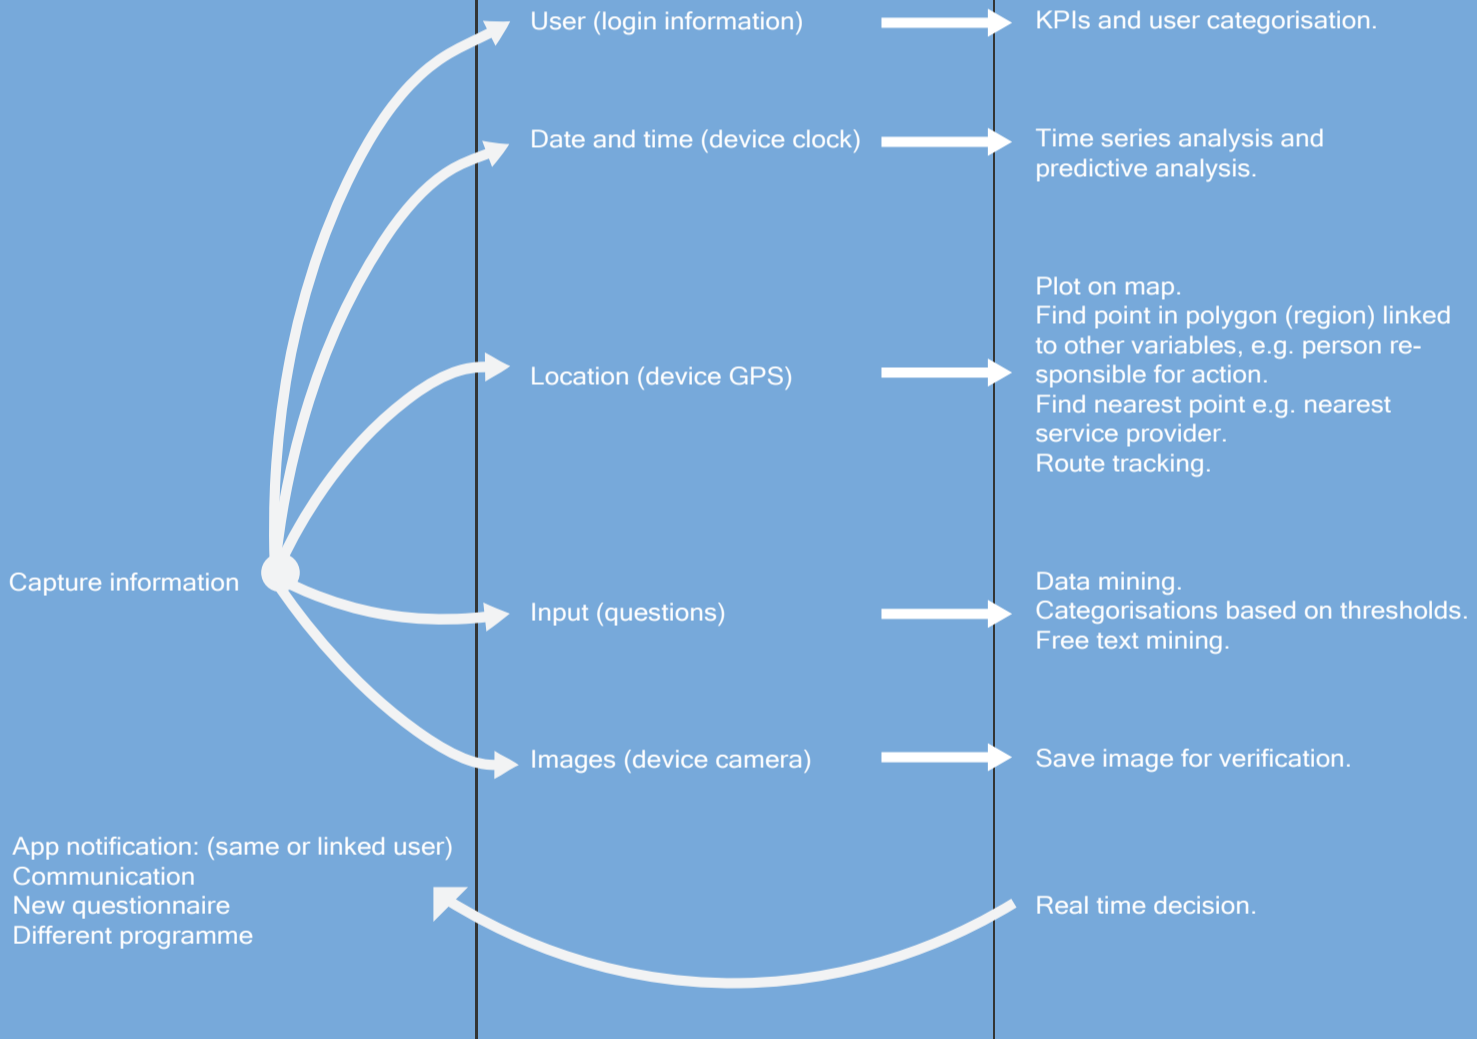 User (login information)
KPIs and user categorisation.
Date and time (device clock)
Time series analysis and
predictive analysis.
Location (device GPS)
Plot on map.
Find point in polygon (region) linked
to other variables, e.g. person re-
sponsible for action.
Find nearest point e.g. nearest
service provider.
Route tracking.
Capture information
Input (questions)
Data mining.
Categorisations based on thresholds.
Free text mining.
Images (device camera)
Save image for verification.
App notification: (same or linked user)
Communication
New questionnaire
Different programme
Real time decision.